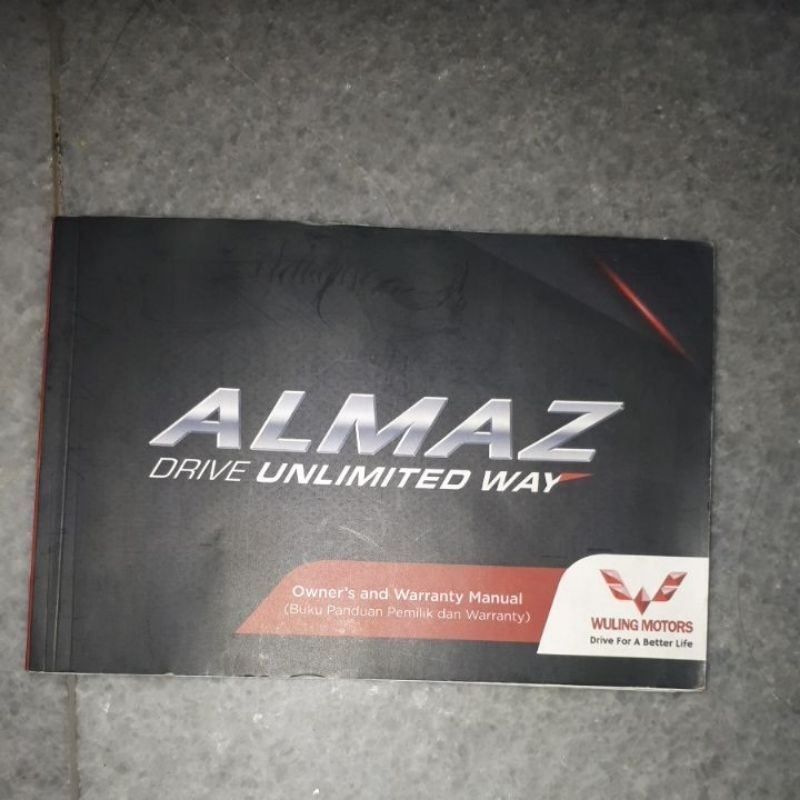 ALMAZ
DRIVE UNLIMITED WAY
Owner's and Warranty Manual
(Buku Panduan Pemilik dan Warranty)
WULING MOTORS
Drive For A Better Life